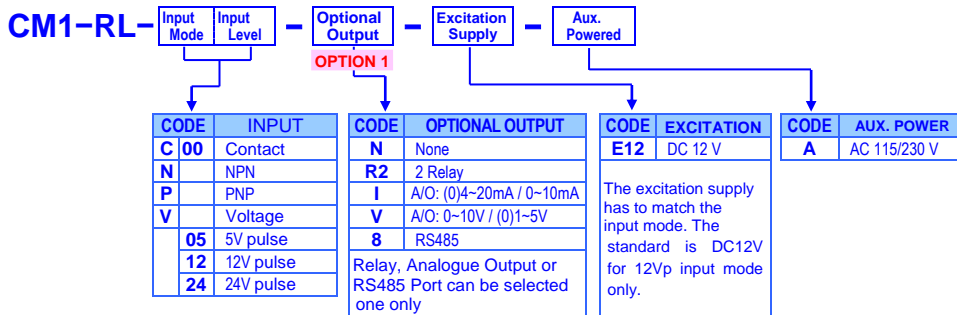 CM1-RL- Input Mode Input Level - Optional Output - Excitation Supply - Aux. Powered
OPTION 1
CODE INPUT
C 00 Contact
N NPN
P PNP
V Voltage
05 5V pulse
12 12V pulse
24 24V pulse
CODE OPTIONAL OUTPUT
N None
R2 2 Relay
I A/O: (0)4~20mA / 0~10mA
V A/O: 0~10V / (0)1~5V
8 RS485
Relay, Analogue Output or
RS485 Port can be selected
one only
CODE EXCITATION
E12 DC 12 V
The excitation supply
has to match the
input mode. The
standard is DC12V
for 12Vp input mode
only.
CODE AUX. POWER
A AC 115/230 V